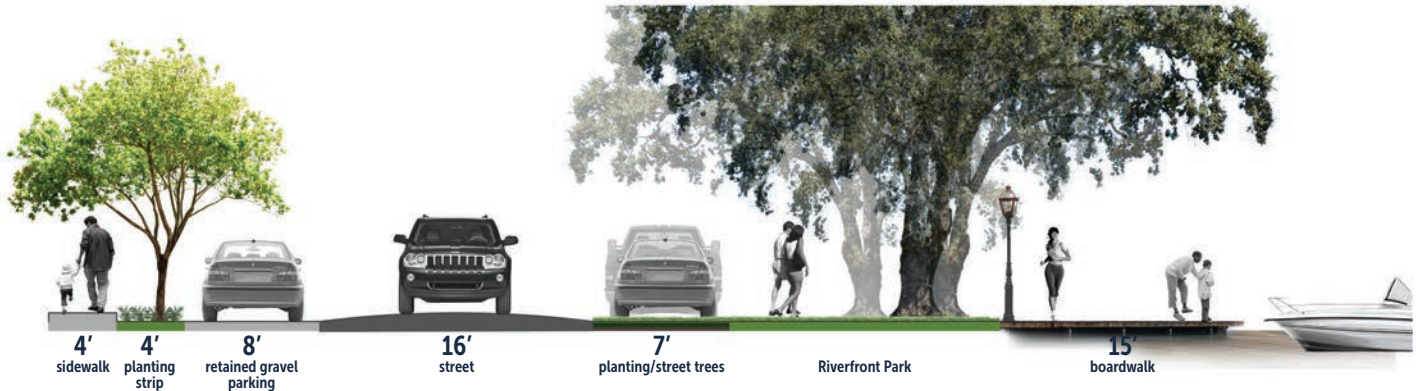 4′
sidewalk
4′
planting
strip
8′
retained gravel
parking
16′
street
7′
planting/street trees
Riverfront Park
15′
boardwalk